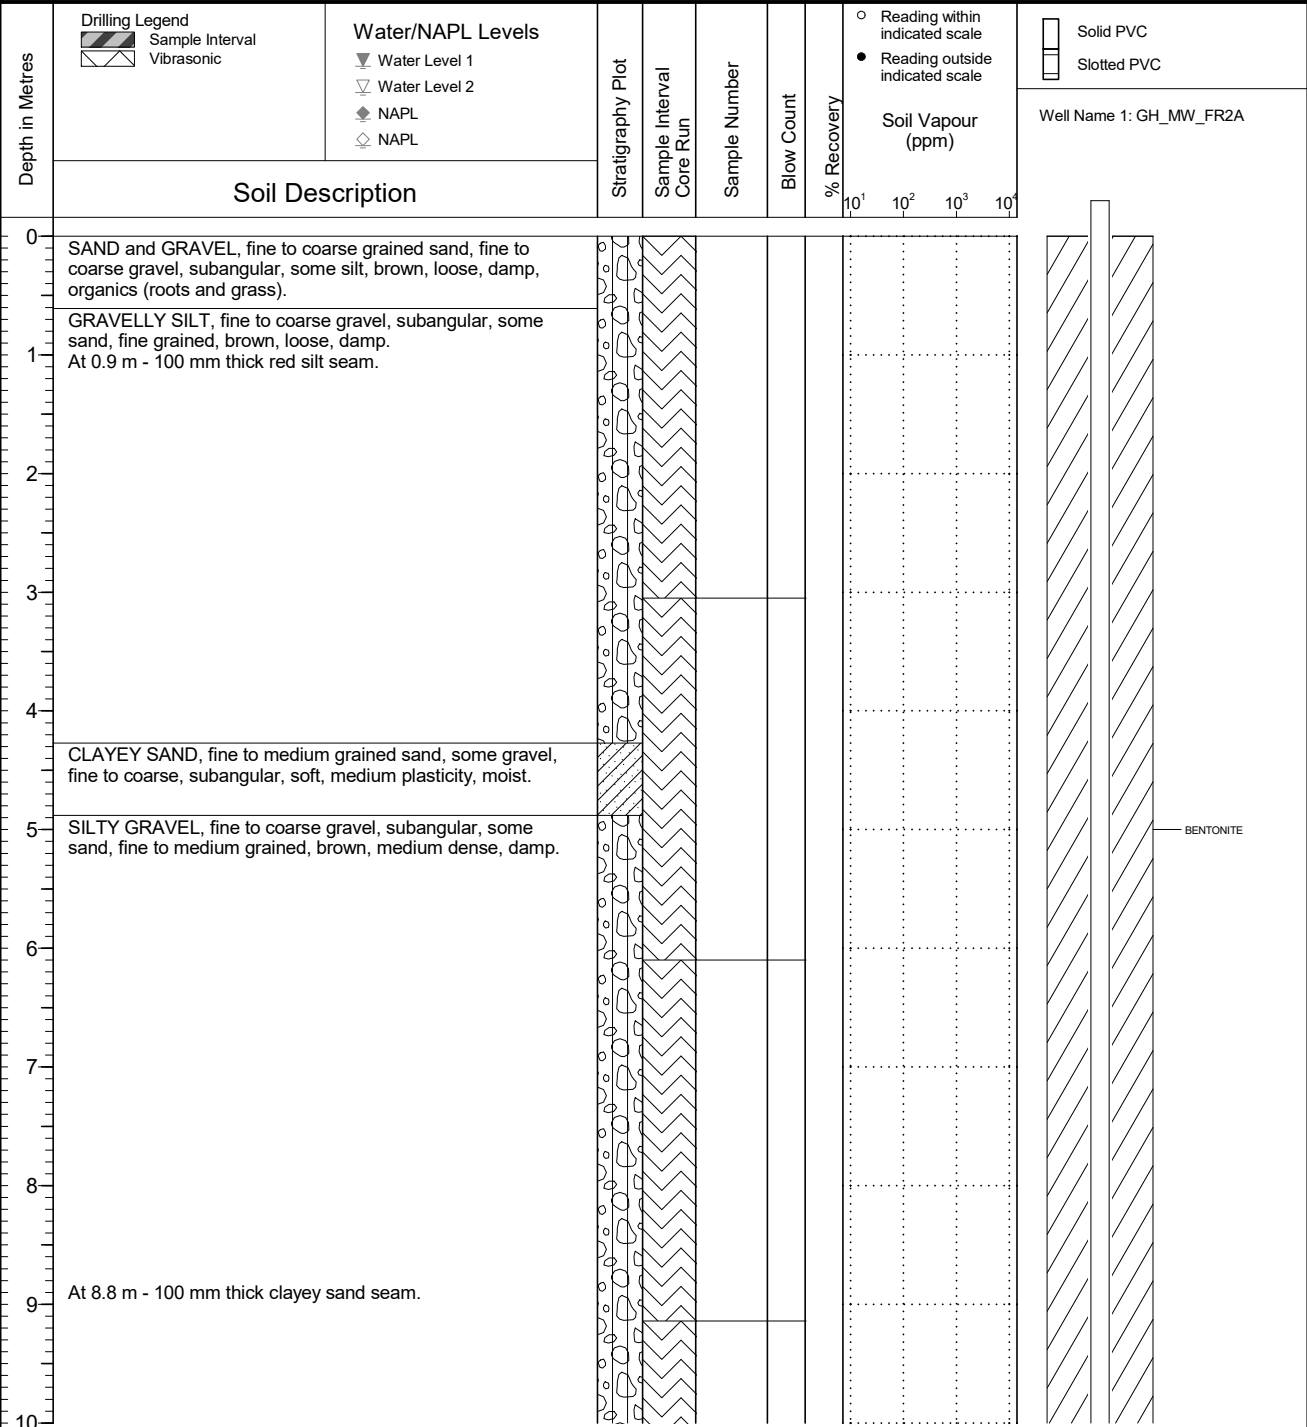 Depth in Metres
Drilling Legend
Sample Interval
Vibrasonic
Water/NAPL Levels
Water Level 1
Water Level 2
NAPL
NAPL
Soil Description
Stratigraphy Plot
Sample Interval
Core Run
Sample Number
Blow Count
% Recovery
Reading within
indicated scale
Reading outside
indicated scale
Soil Vapour
(ppm)
10¹ 10² 10³ 10⁴
Solid PVC
Slotted PVC
Well Name 1: GH_MW_FR2A
0
SAND and GRAVEL, fine to coarse grained sand, fine to
coarse gravel, subangular, some silt, brown, loose, damp,
organics (roots and grass).
GRAVELLY SILT, fine to coarse gravel, subangular, some
sand, fine grained, brown, loose, damp.
1
At 0.9 m - 100 mm thick red silt seam.
2
3
4
CLAYEY SAND, fine to medium grained sand, some gravel,
fine to coarse, subangular, soft, medium plasticity, moist.
SILTY GRAVEL, fine to coarse gravel, subangular, some
5
sand, fine to medium grained, brown, medium dense, damp.
BENTONITE
6
7
8
At 8.8 m - 100 mm thick clayey sand seam.
9
10